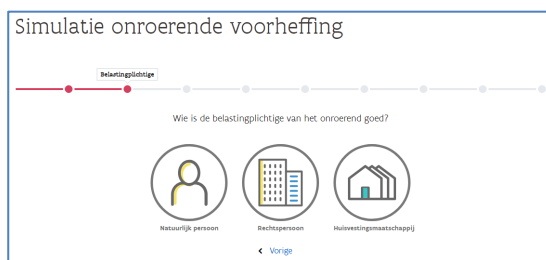 Simulatie onroerende voorheffing
Belastingplichtige
Wie is de belastingplichtige van het onroerend goed?
Natuurlijk persoon
Rechtspersoon
Huisvestingsmaatschappij
Vorige